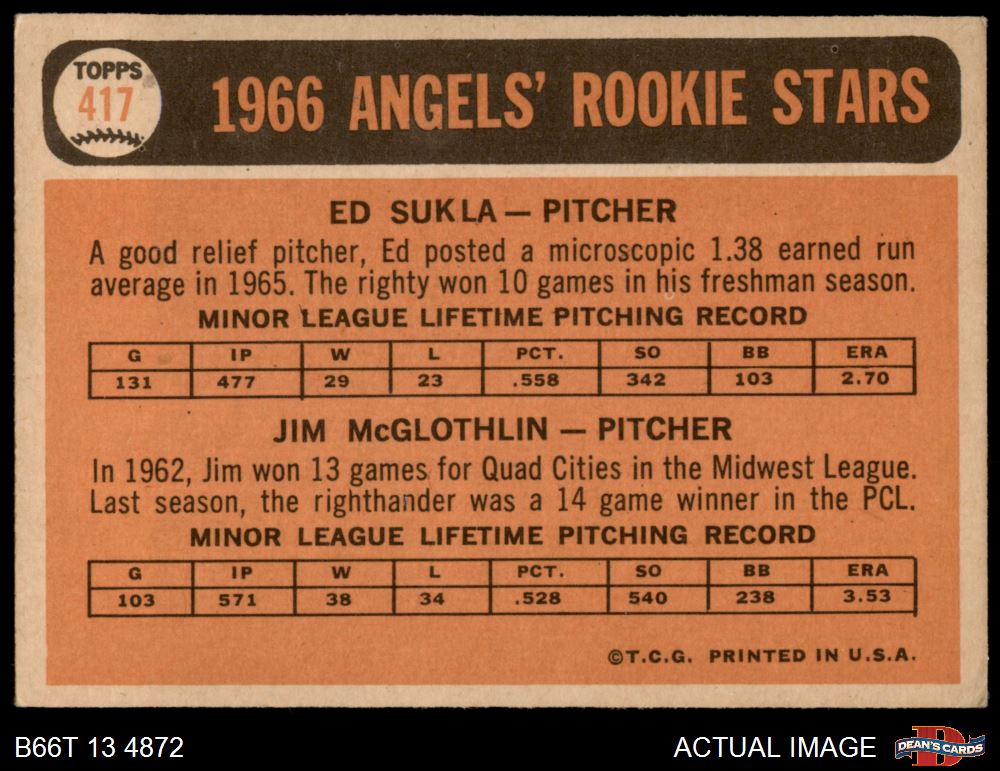 TOPPS
417
1966 ANGELS' ROOKIE STARS
ED SUKLA — PITCHER
A good relief pitcher, Ed posted a microscopic 1.38 earned run
average in 1965. The righty won 10 games in his freshman season.
MINOR LEAGUE LIFETIME PITCHING RECORD
G IP W L PCT. SO BB ERA
131 477 29 23 .558 342 103 2.70
JIM McGLOTHLIN — PITCHER
In 1962, Jim won 13 games for Quad Cities in the Midwest League.
Last season, the righthander was a 14 game winner in the PCL.
MINOR LEAGUE LIFETIME PITCHING RECORD
G IP W L PCT. SO BB ERA
103 571 38 34 .528 540 238 3.53
©T.C.G. PRINTED IN U.S.A.
B66T 13 4872
ACTUAL IMAGE
DEAN'S CARDS